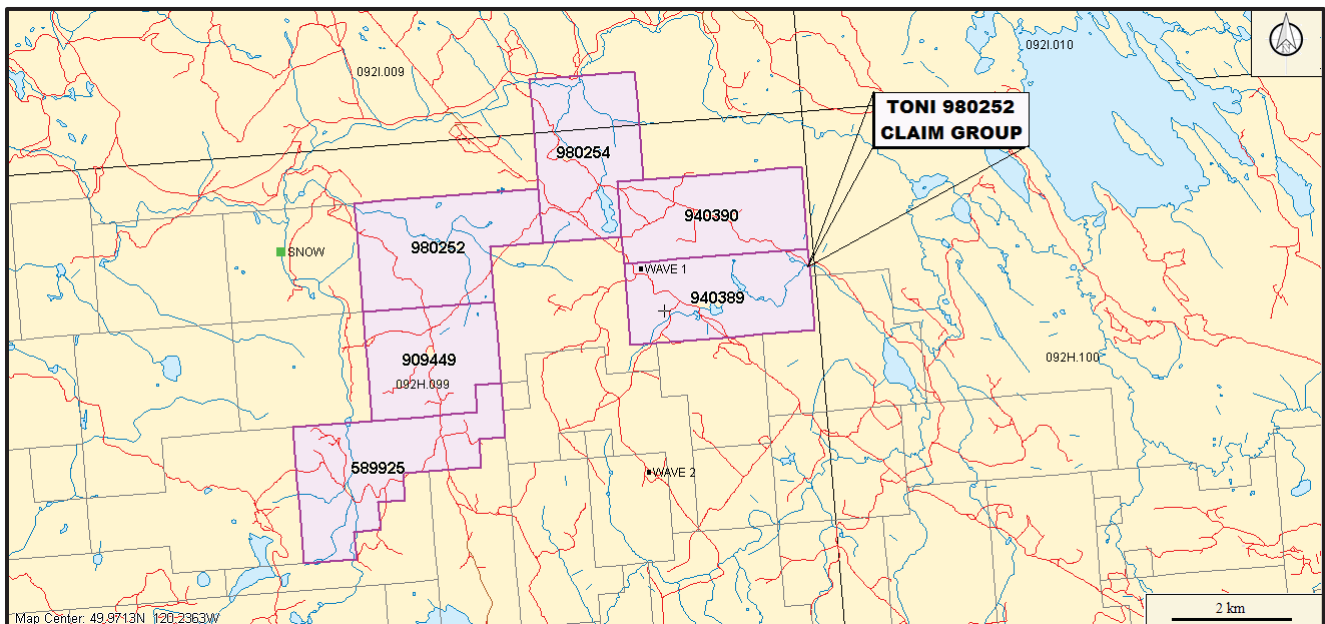 092I.010
092I.009
TONI 980252
CLAIM GROUP
980254
940390
980252
SNOW
WAVE 1
940389
909449
092H.099
092H.100
589925
WAVE 2
Map Center: 49.9713N 120.2363W
2 km